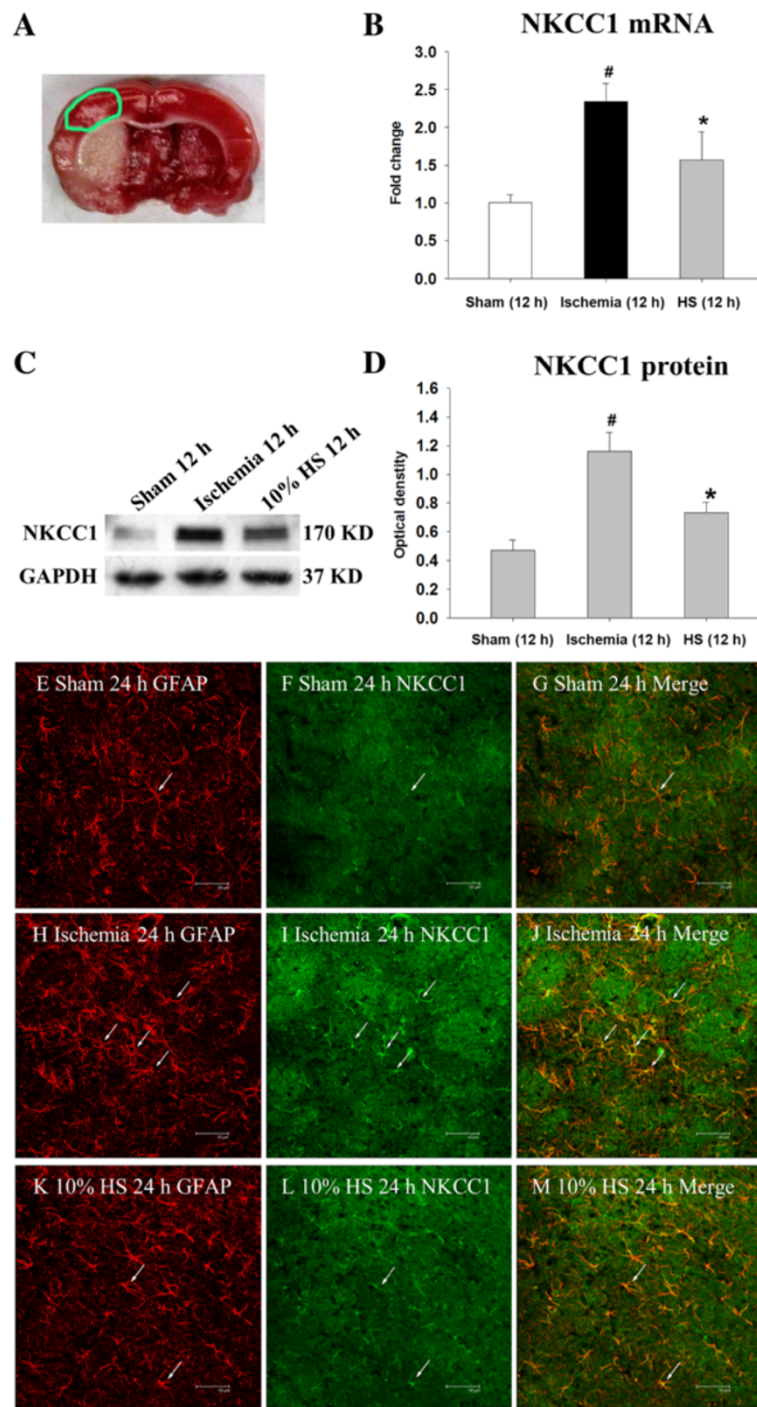 A
B
NKCC1 mRNA
3.0
2.5
2.0
1.5
1.0
0.5
0.0
Fold change
#
*
Sham (12 h)
Ischemia (12 h)
HS (12 h)
C
Sham 12 h
Ischemia 12 h
10% HS 12 h
NKCC1
170 KD
GAPDH
37 KD
D
NKCC1 protein
1.6
1.4
1.2
1.0
0.8
0.6
0.4
0.2
0.0
Optical denstity
#
*
Sham (12 h)
Ischemia (12 h)
HS (12 h)
E Sham 24 h GFAP
F Sham 24 h NKCC1
G Sham 24 h Merge
H Ischemia 24 h GFAP
I Ischemia 24 h NKCC1
J Ischemia 24 h Merge
K 10% HS 24 h GFAP
L 10% HS 24 h NKCC1
M 10% HS 24 h Merge